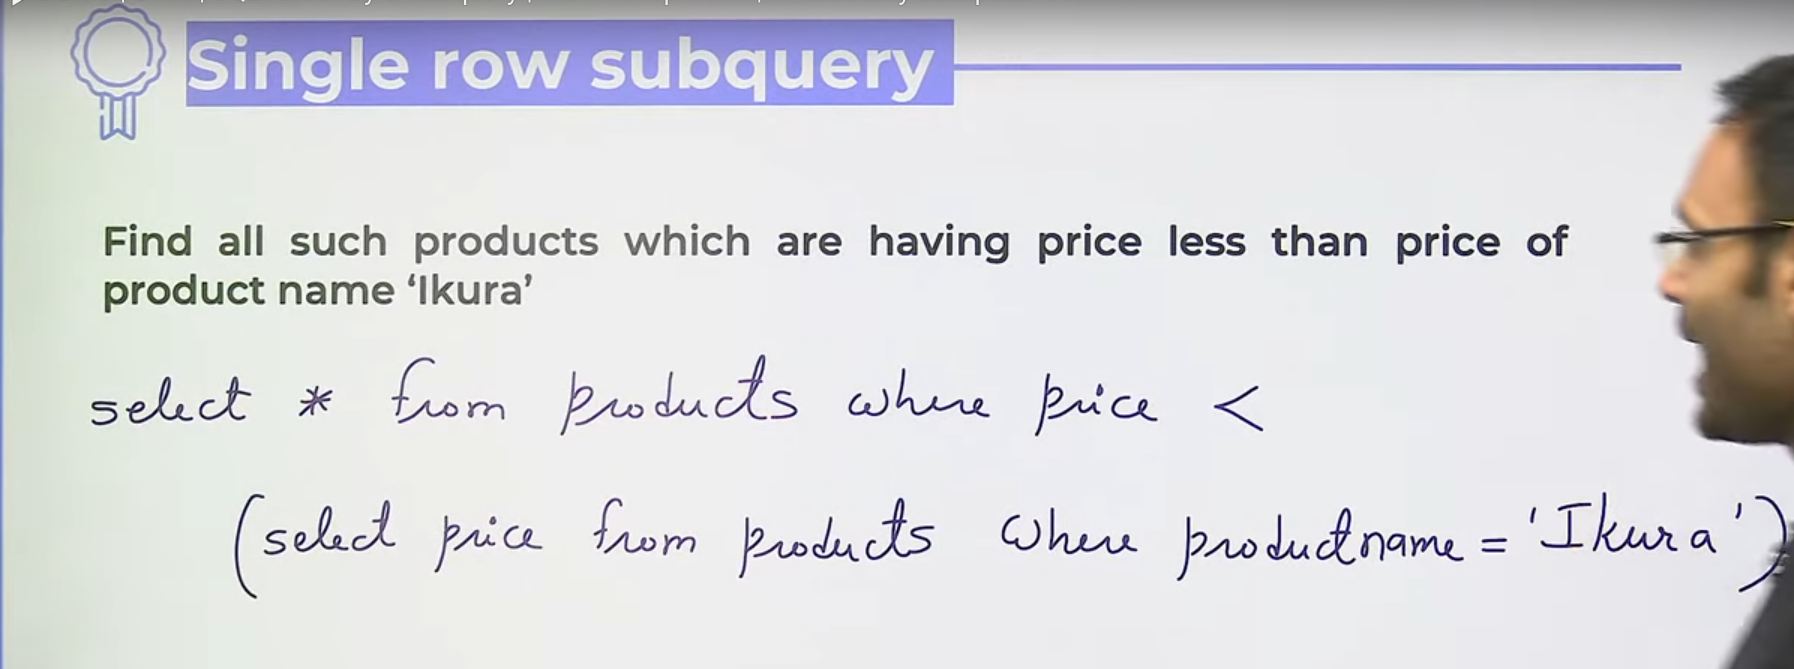 Single row subquery
Find all such products which are having price less than price of
product name ‘Ikura’
select * from products where price <
(select price from products where productname = 'Ikura')